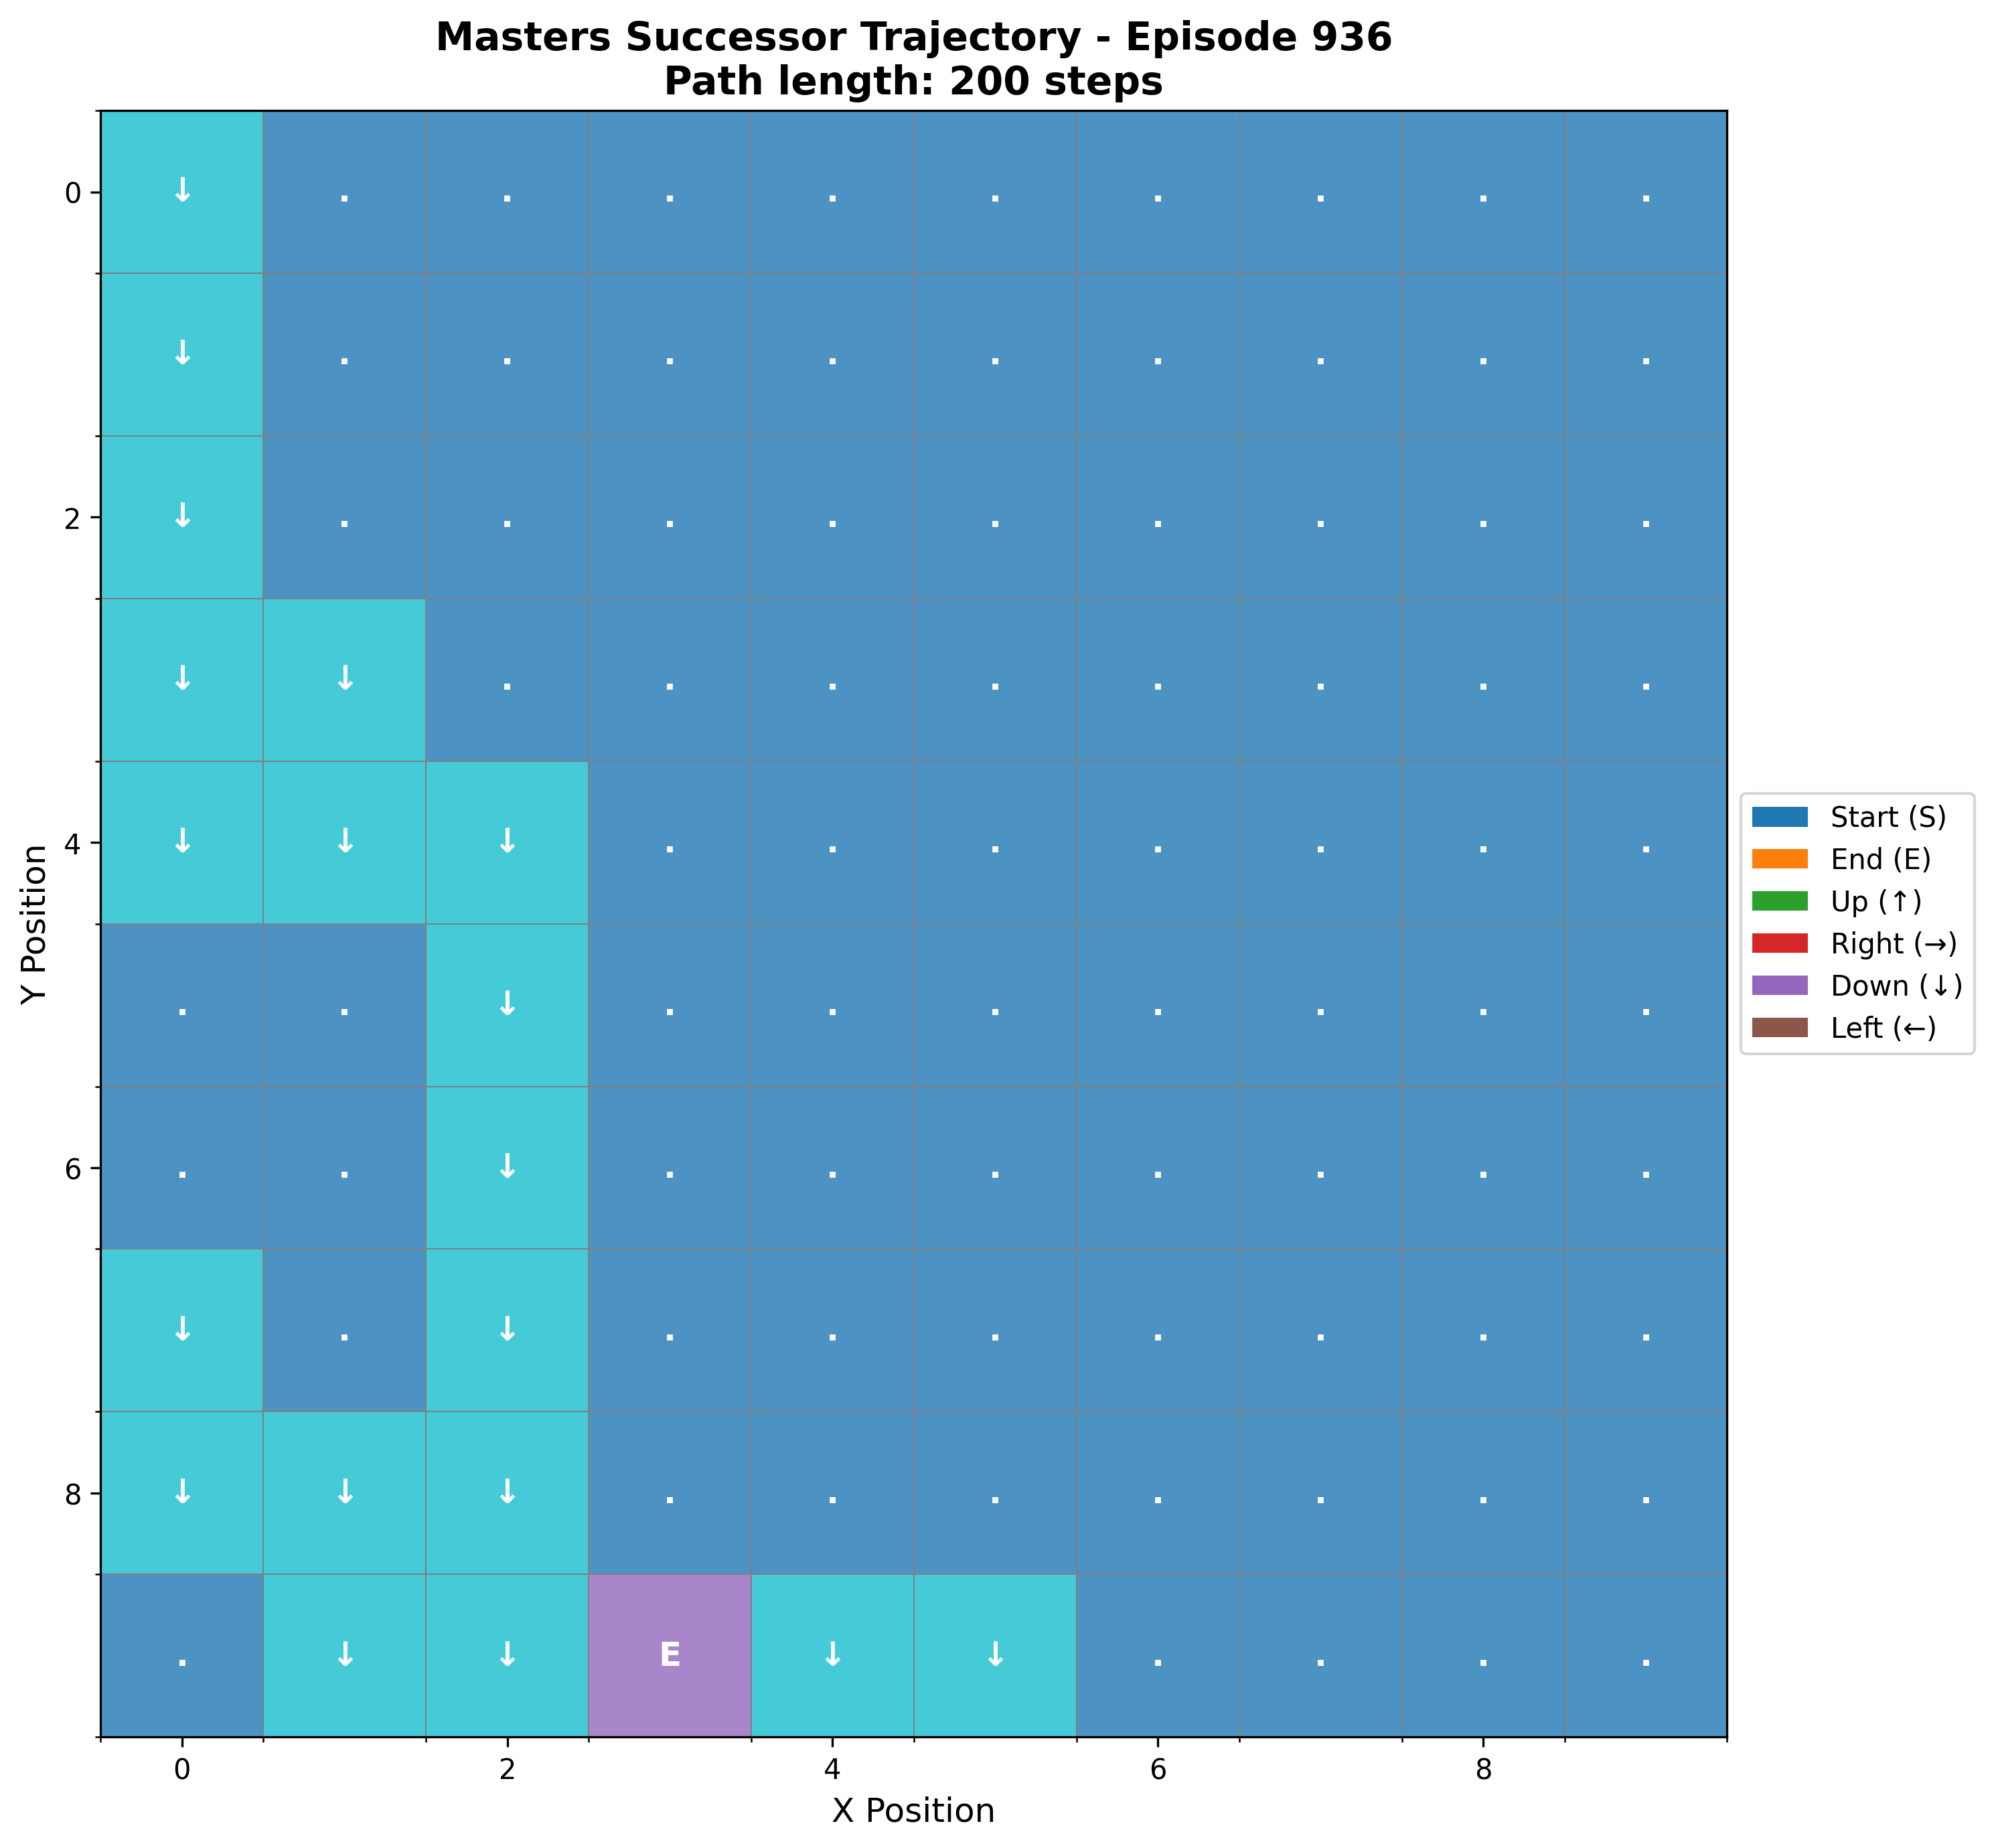 Masters Successor Trajectory - Episode 936
Path length: 200 steps
0 ↓ . . . . . . . . .
↓ . . . . . . . . .
2 ↓ . . . . . . . . .
↓ ↓ . . . . . . . .
4 ↓ ↓ ↓ . . . . . . .
. . ↓ . . . . . . .
6 . . ↓ . . . . . . .
↓ . ↓ . . . . . . .
8 ↓ ↓ ↓ . . . . . . .
. ↓ ↓ E ↓ ↓ . . . .
0 2 4 6 8
X Position
Y Position
Start (S)
End (E)
Up (↑)
Right (→)
Down (↓)
Left (←)